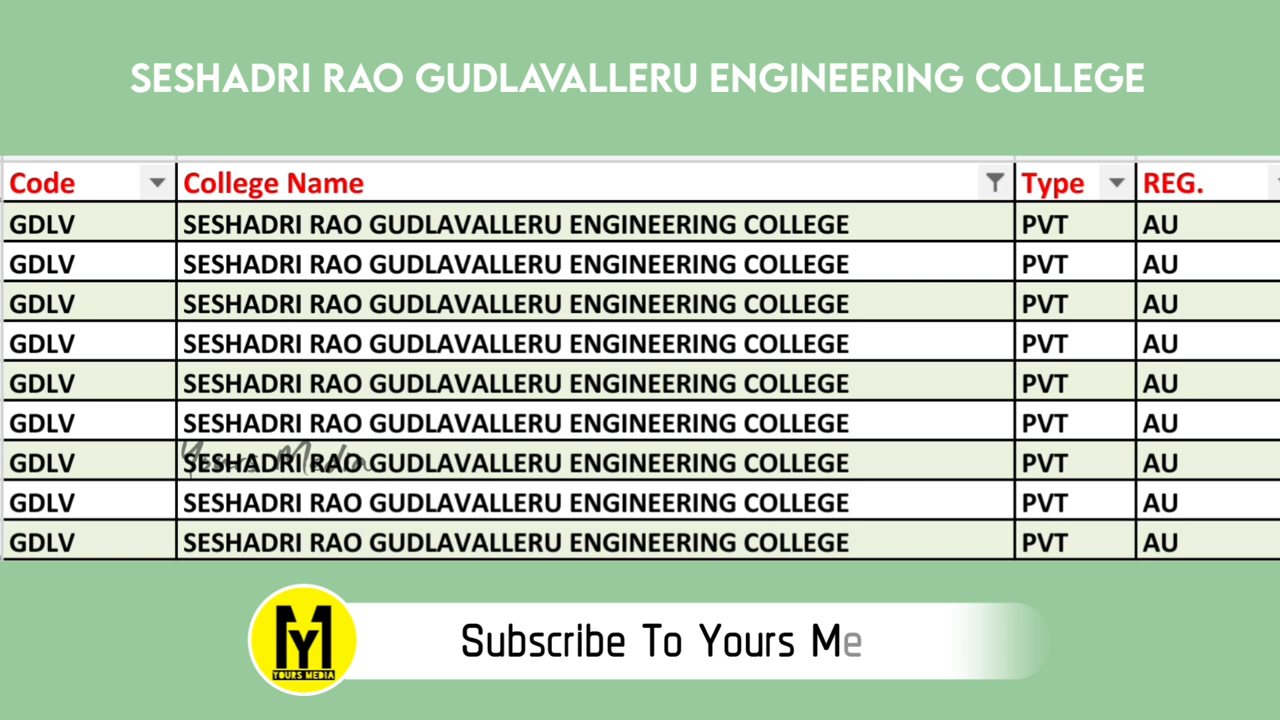 SESHADRI RAO GUDLAVALLERU ENGINEERING COLLEGE
Code College Name Type REG.
GDLV SESHADRI RAO GUDLAVALLERU ENGINEERING COLLEGE PVT AU
GDLV SESHADRI RAO GUDLAVALLERU ENGINEERING COLLEGE PVT AU
GDLV SESHADRI RAO GUDLAVALLERU ENGINEERING COLLEGE PVT AU
GDLV SESHADRI RAO GUDLAVALLERU ENGINEERING COLLEGE PVT AU
GDLV SESHADRI RAO GUDLAVALLERU ENGINEERING COLLEGE PVT AU
GDLV SESHADRI RAO GUDLAVALLERU ENGINEERING COLLEGE PVT AU
Yours Media
GDLV SESHADRI RAO GUDLAVALLERU ENGINEERING COLLEGE PVT AU
GDLV SESHADRI RAO GUDLAVALLERU ENGINEERING COLLEGE PVT AU
GDLV SESHADRI RAO GUDLAVALLERU ENGINEERING COLLEGE PVT AU
MY
YOURS MEDIA
Subscribe To Yours Me